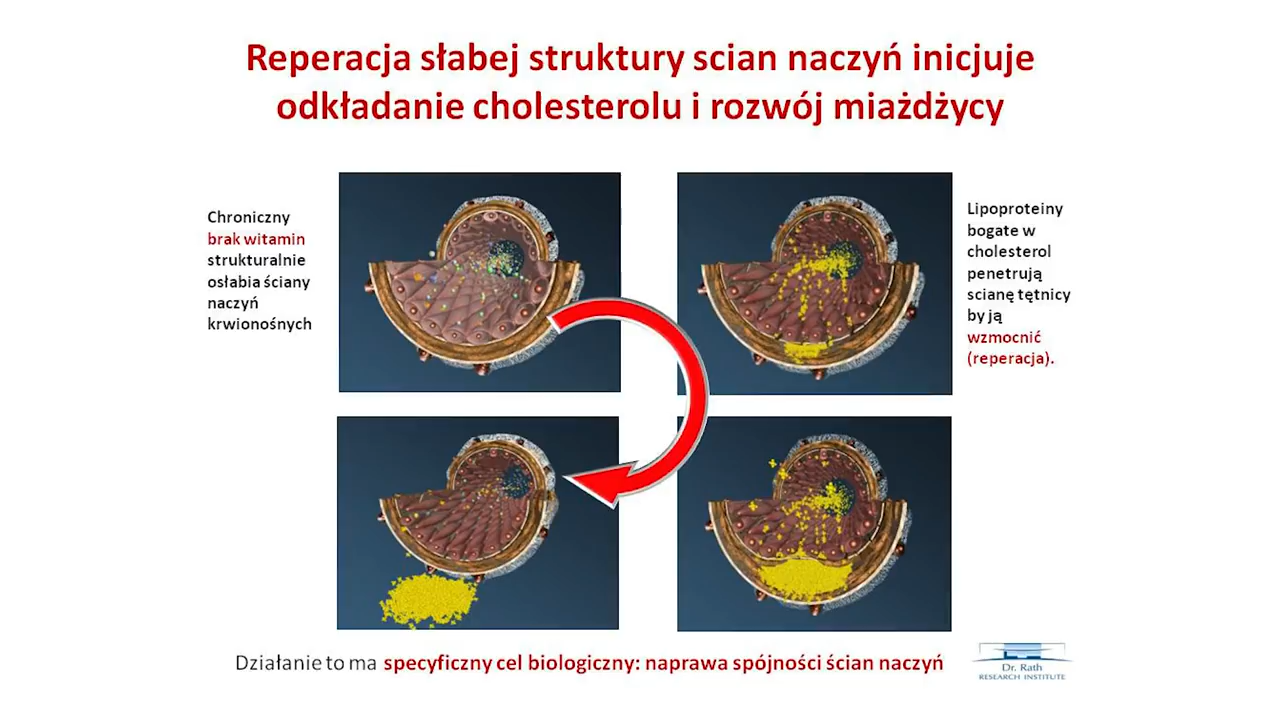 Reperacja słabej struktury scian naczyń inicjuje
odkładanie cholesterolu i rozwój miażdżycy
Chroniczny
brak witamin
strukturalnie
osłabia ściany
naczyń
krwionośnych
Lipoproteiny
bogate w
cholesterol
penetrują
scianę tętnicy
by ją
wzmocnić
(reperacja).
Działanie to ma specyficzny cel biologiczny: naprawa spójności ścian naczyń
Dr. Rath
RESEARCH INSTITUTE